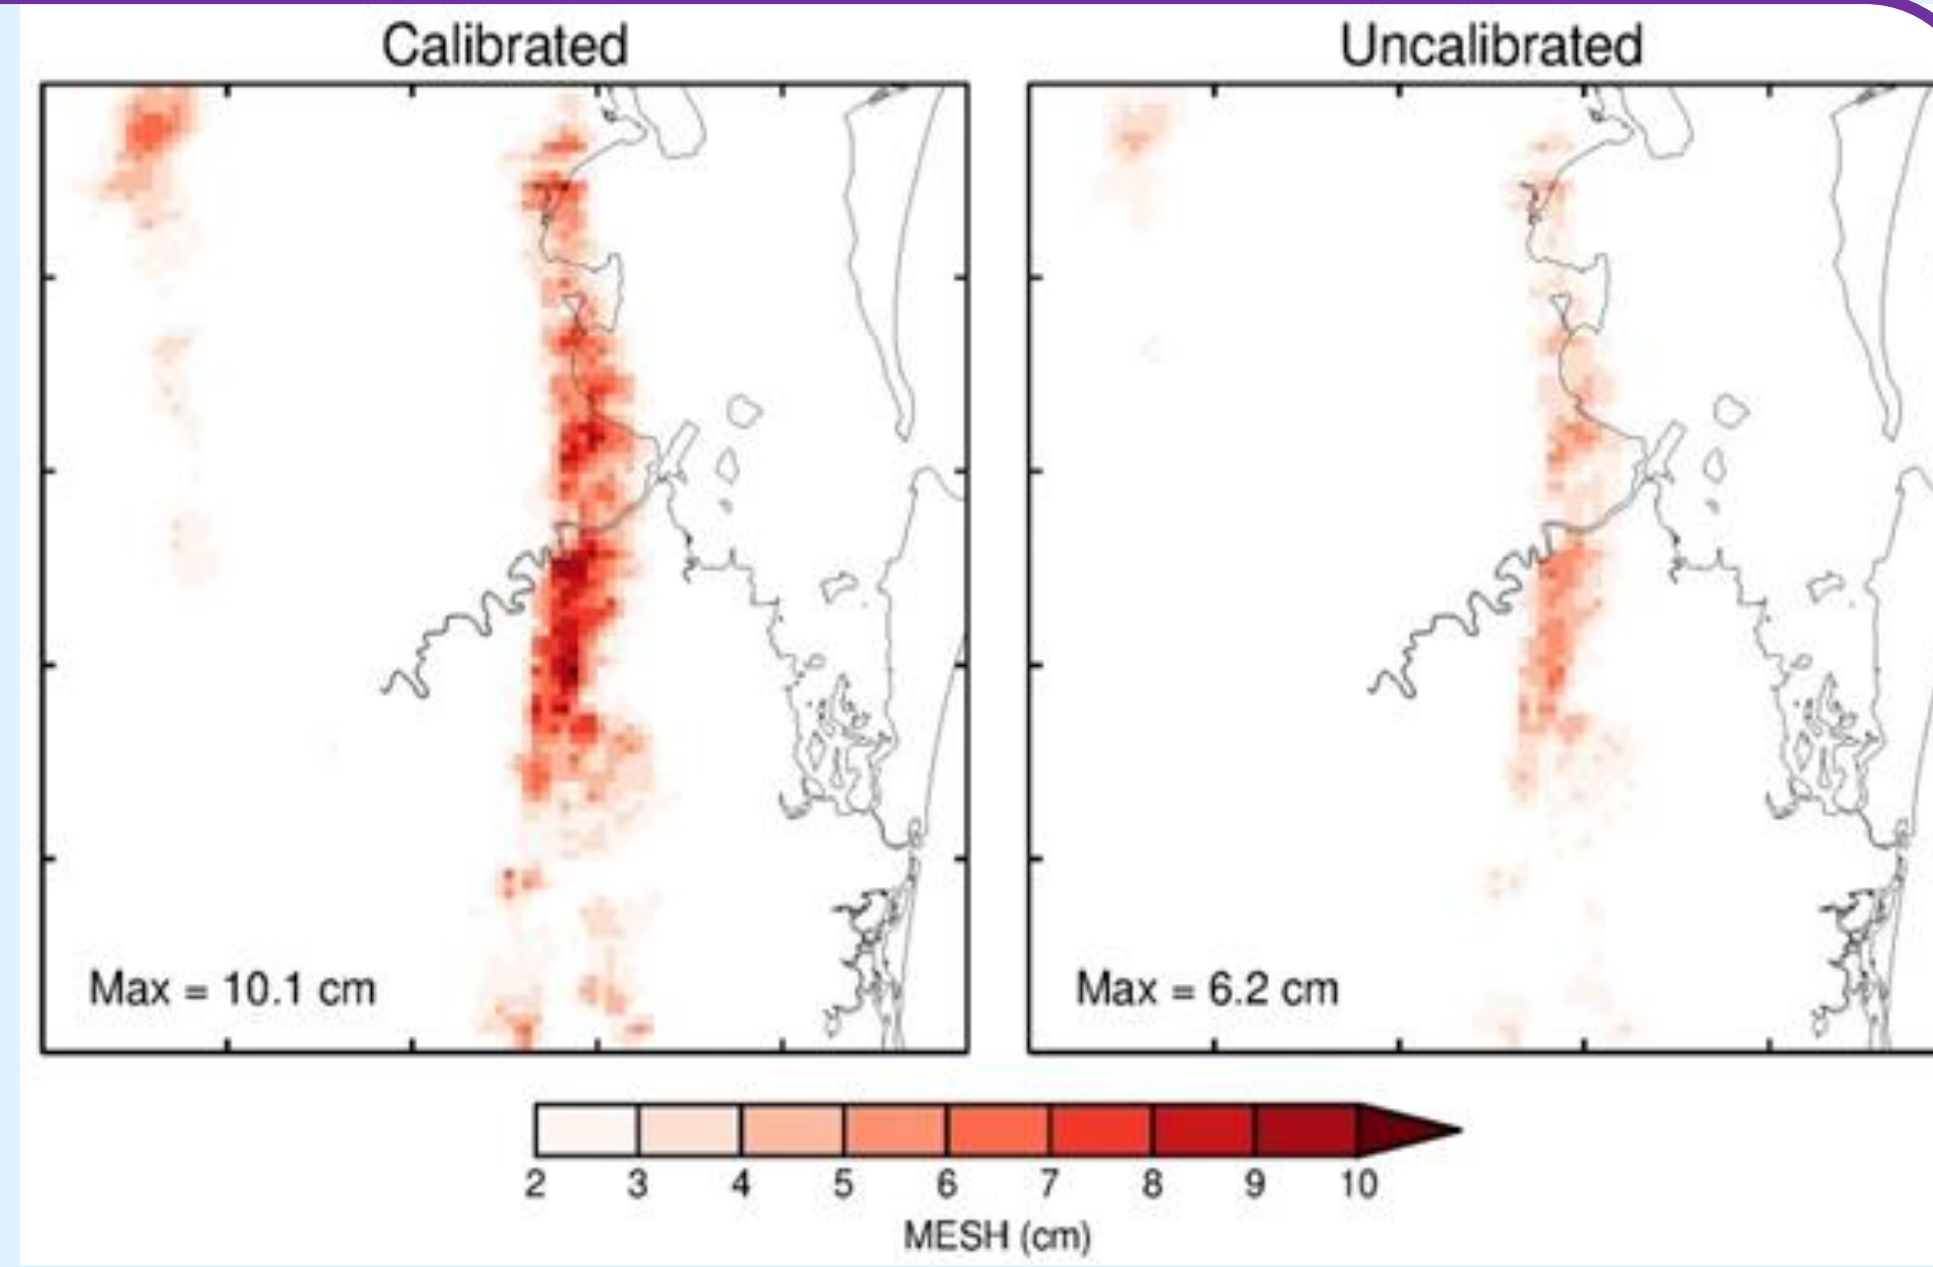 Calibrated
Uncalibrated
Max = 10.1 cm
Max = 6.2 cm
2 3 4 5 6 7 8 9 10
MESH (cm)